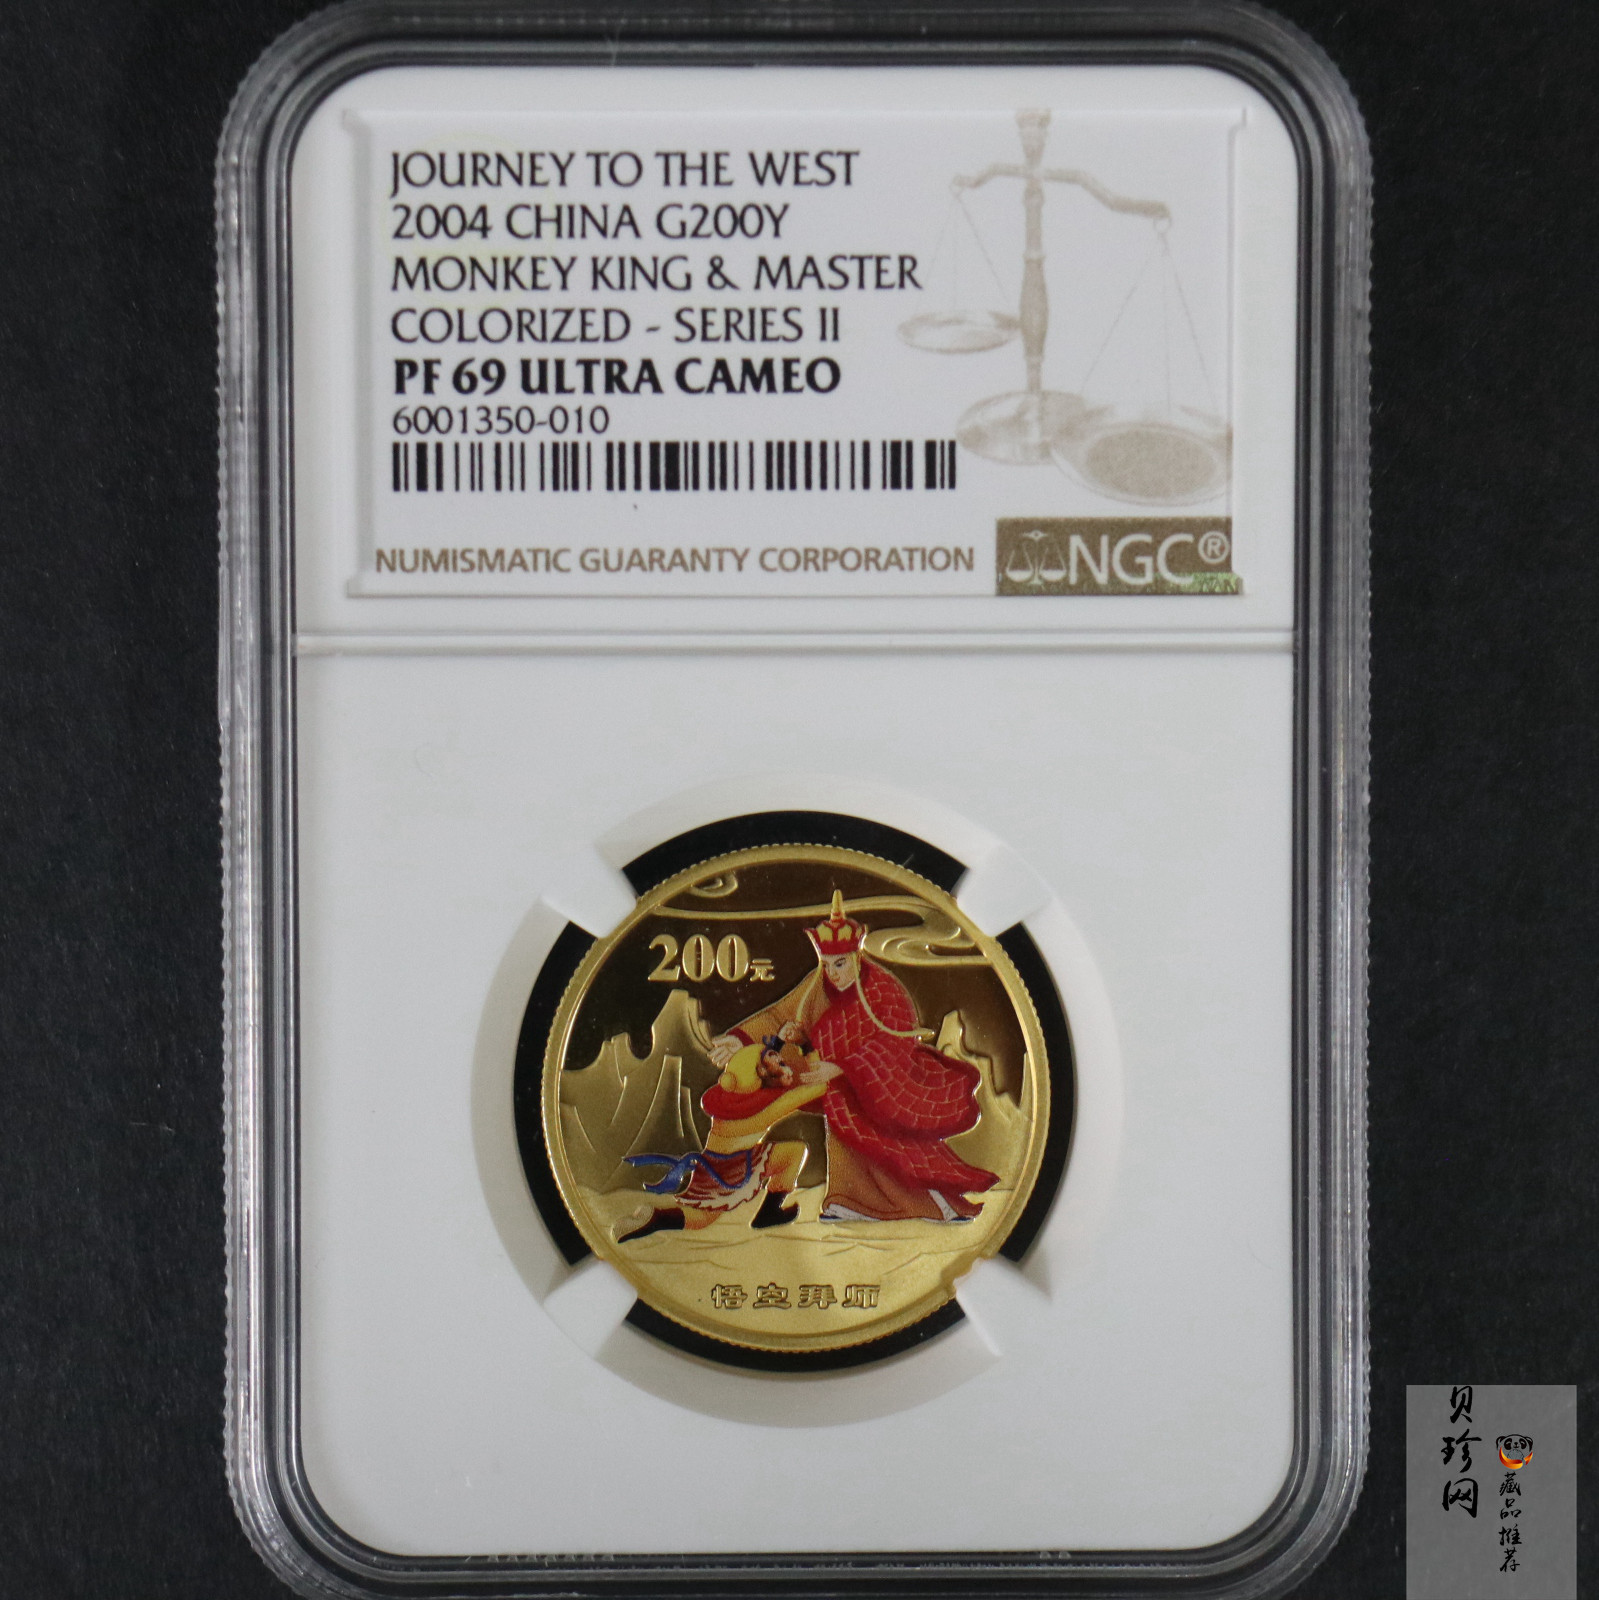 JOURNEY TO THE WEST
2004 CHINA G200Y
MONKEY KING & MASTER
COLORIZED - SERIES II
PF 69 ULTRA CAMEO
6001350-010
NUMISMATIC GUARANTY CORPORATION
NGC®
200元
悟空拜师
贝珍网
藏品推荐